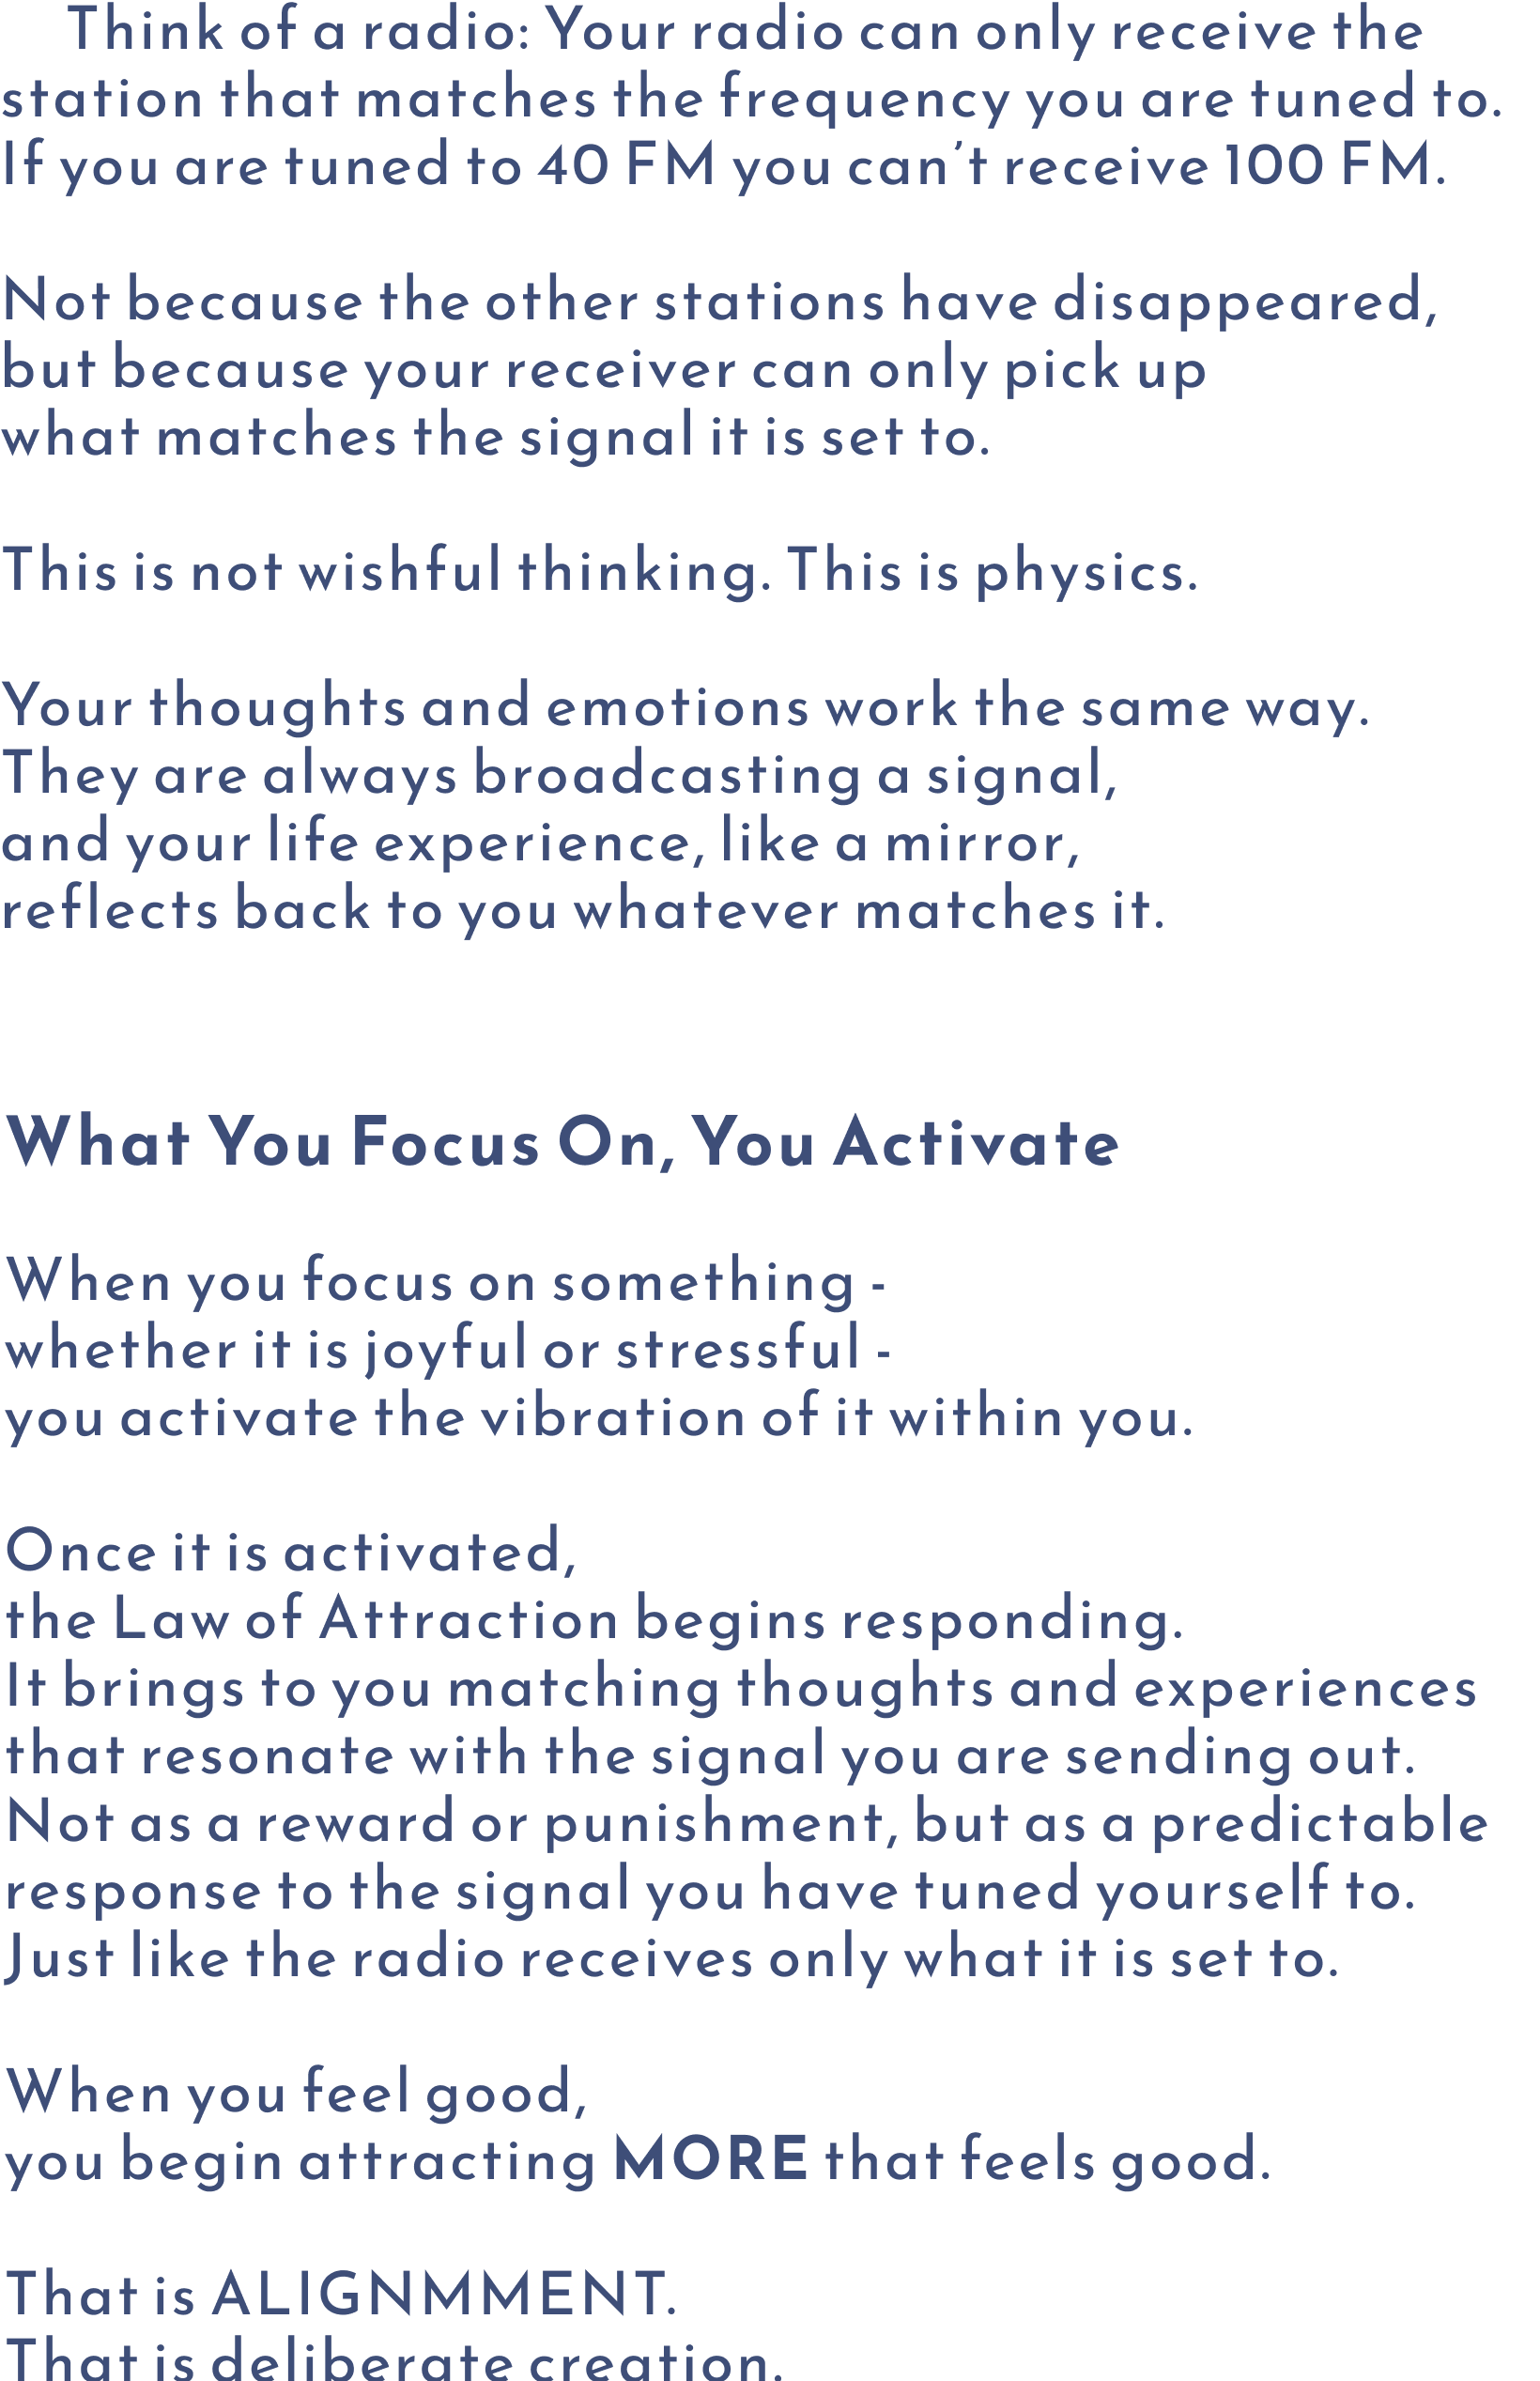 Think of a radio: Your radio can only receive the
station that matches the frequency you are tuned to.
If you are tuned to 40 FM you can't receive 100 FM.
Not because the other stations have disappeared,
but because your receiver can only pick up
what matches the signal it is set to.
This is not wishful thinking. This is physics.
Your thoughts and emotions work the same way.
They are always broadcasting a signal,
and your life experience, like a mirror,
reflects back to you whatever matches it.
What You Focus On, You Activate
When you focus on something -
whether it is joyful or stressful -
you activate the vibration of it within you.
Once it is activated,
the Law of Attraction begins responding.
It brings to you matching thoughts and experiences
that resonate with the signal you are sending out.
Not as a reward or punishment, but as a predictable
response to the signal you have tuned yourself to.
Just like the radio receives only what it is set to.
When you feel good,
you begin attracting MORE that feels good.
That is ALIGNMMENT.
That is deliberate creation.